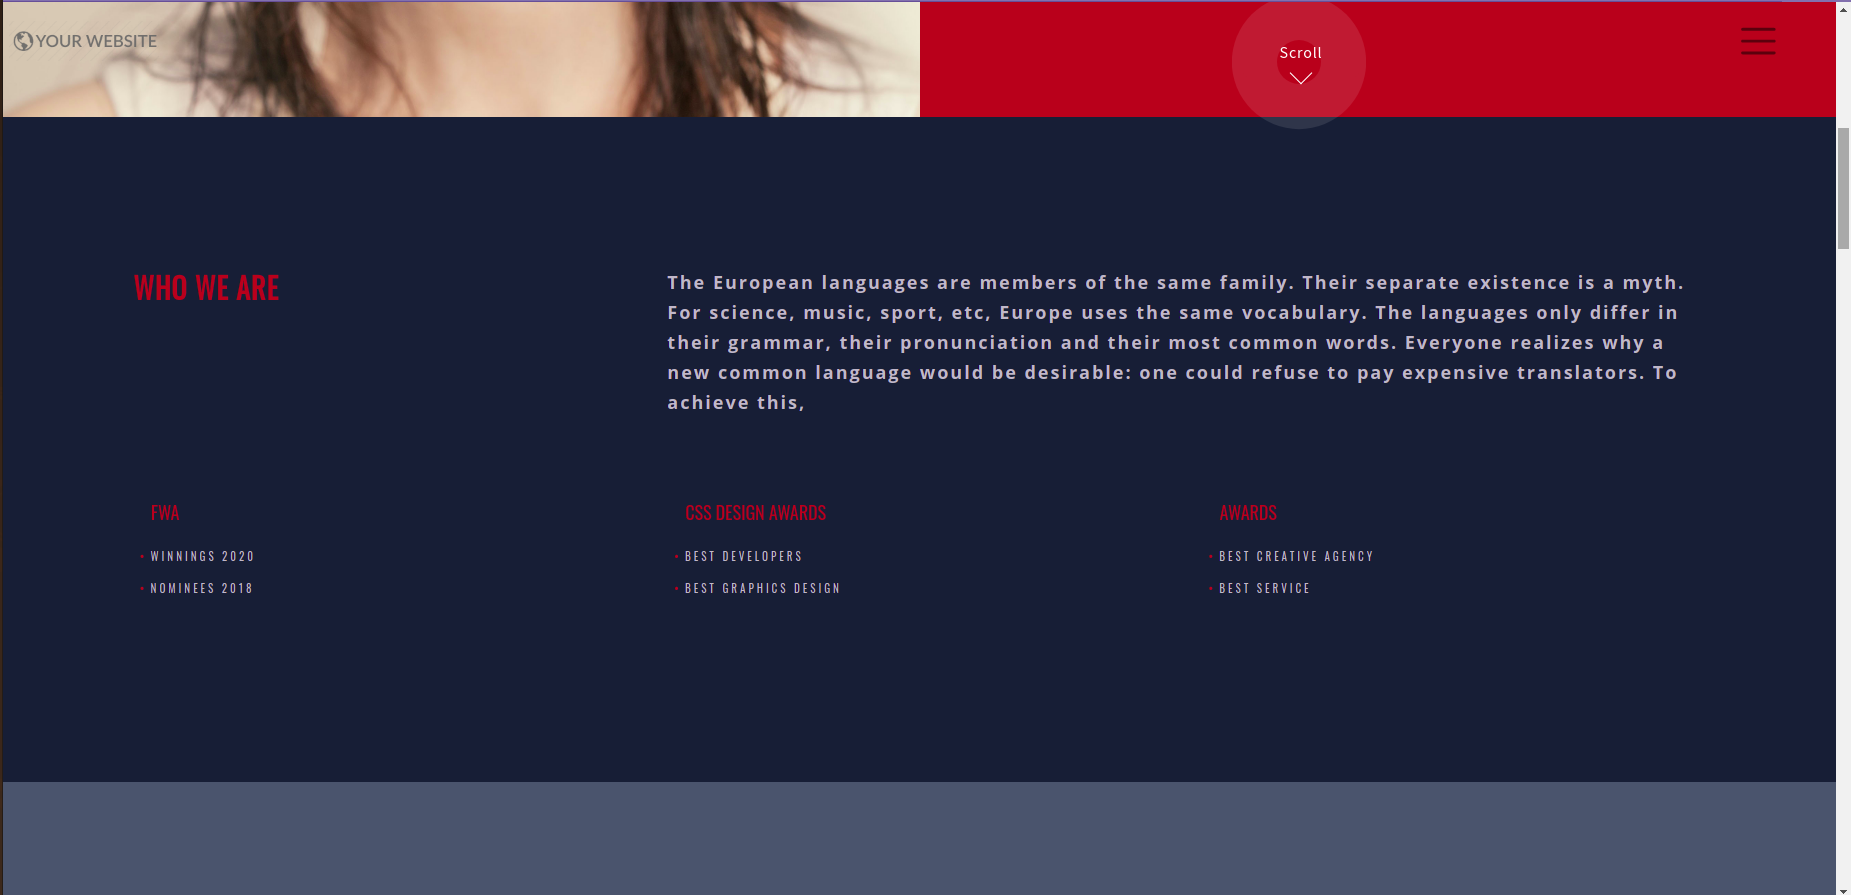 YOUR WEBSITE
Scroll
WHO WE ARE
The European languages are members of the same family. Their separate existence is a myth.
For science, music, sport, etc, Europe uses the same vocabulary. The languages only differ in
their grammar, their pronunciation and their most common words. Everyone realizes why a
new common language would be desirable: one could refuse to pay expensive translators. To
achieve this,
FWA
WINNINGS 2020
NOMINEES 2018
CSS DESIGN AWARDS
BEST DEVELOPERS
BEST GRAPHICS DESIGN
AWARDS
BEST CREATIVE AGENCY
BEST SERVICE